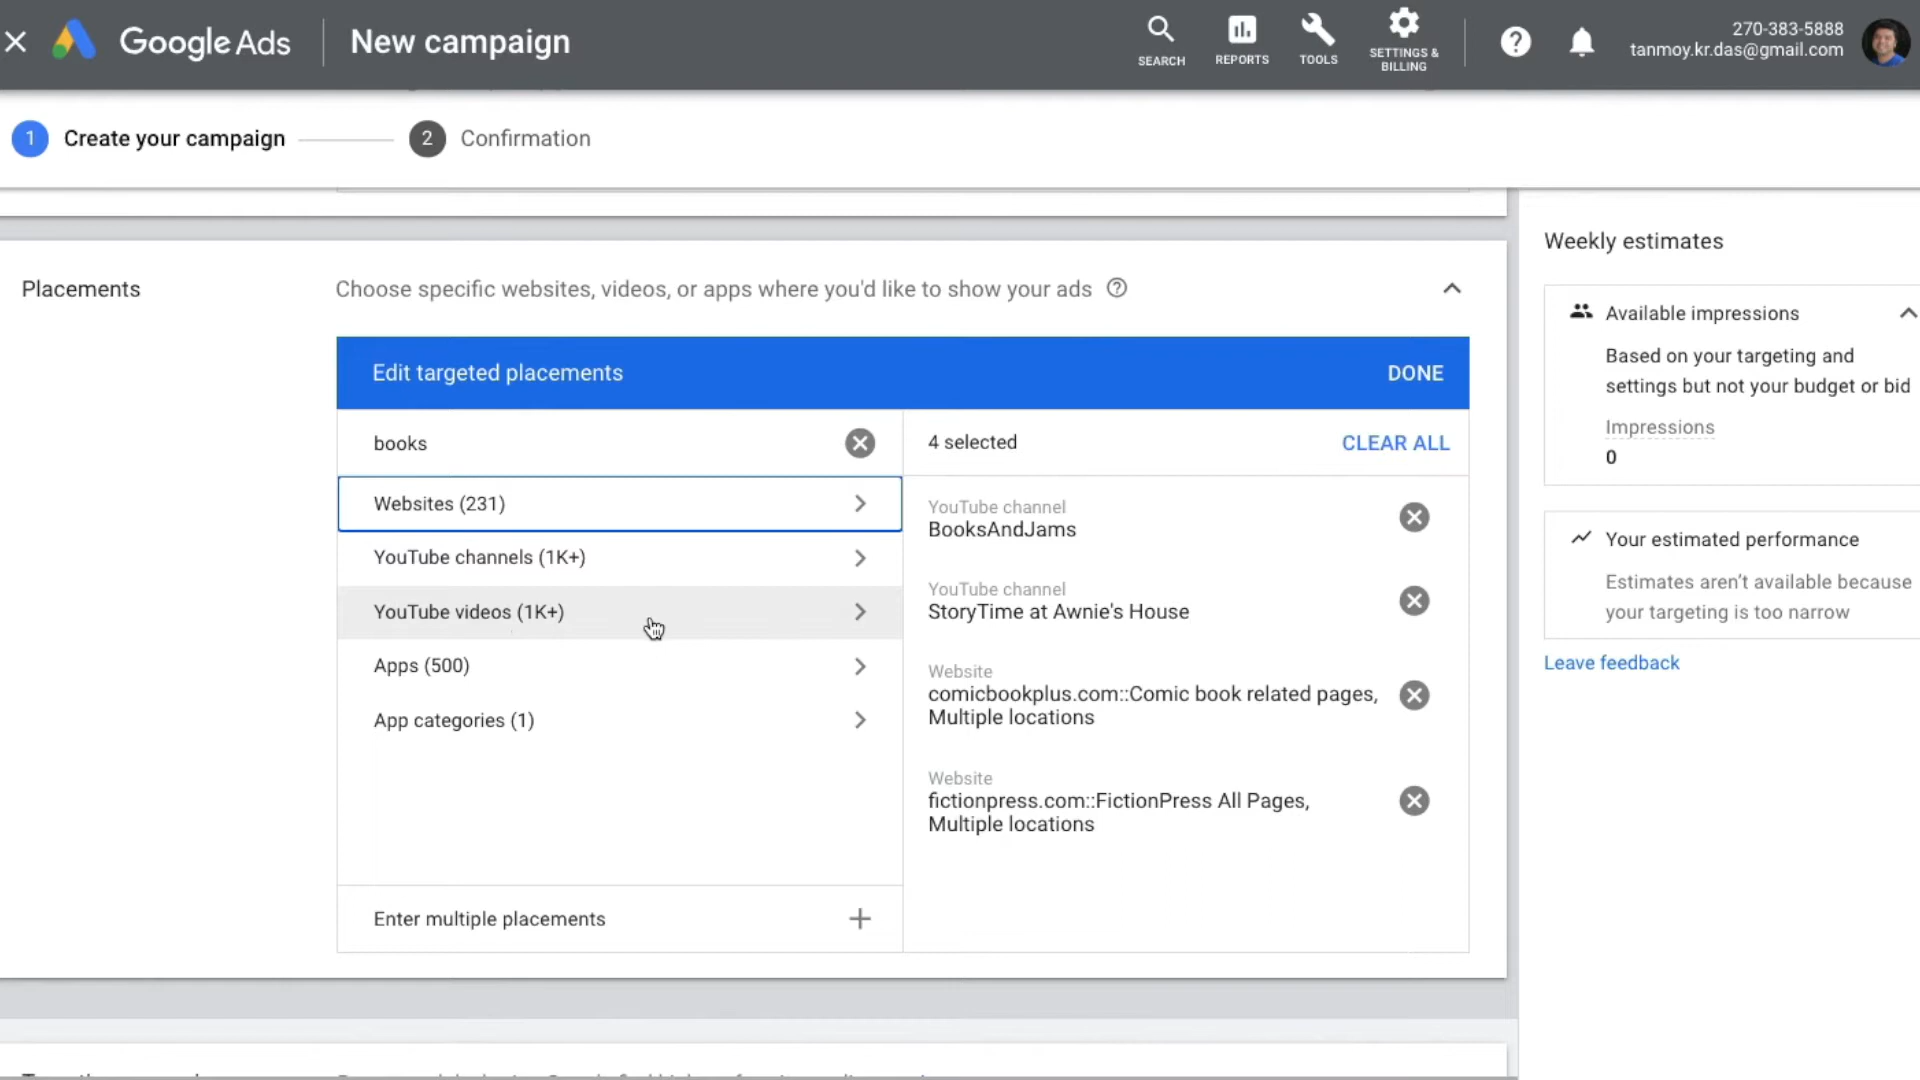 Google Ads
New campaign
SEARCH
REPORTS
TOOLS
SETTINGS &
BILLING
270-383-5888
tanmoy.kr.das@gmail.com
1 Create your campaign
2 Confirmation
Placements
Choose specific websites, videos, or apps where you'd like to show your ads
Edit targeted placements
DONE
books
4 selected
CLEAR ALL
Websites (231)
YouTube channels (1K+)
YouTube videos (1K+)
Apps (500)
App categories (1)
Enter multiple placements
YouTube channel
BooksAndJams
YouTube channel
StoryTime at Awnie's House
Website
comicbookplus.com::Comic book related pages,
Multiple locations
Website
fictionpress.com::FictionPress All Pages,
Multiple locations
Weekly estimates
Available impressions
Based on your targeting and
settings but not your budget or bid
Impressions
0
Your estimated performance
Estimates aren't available because
your targeting is too narrow
Leave feedback